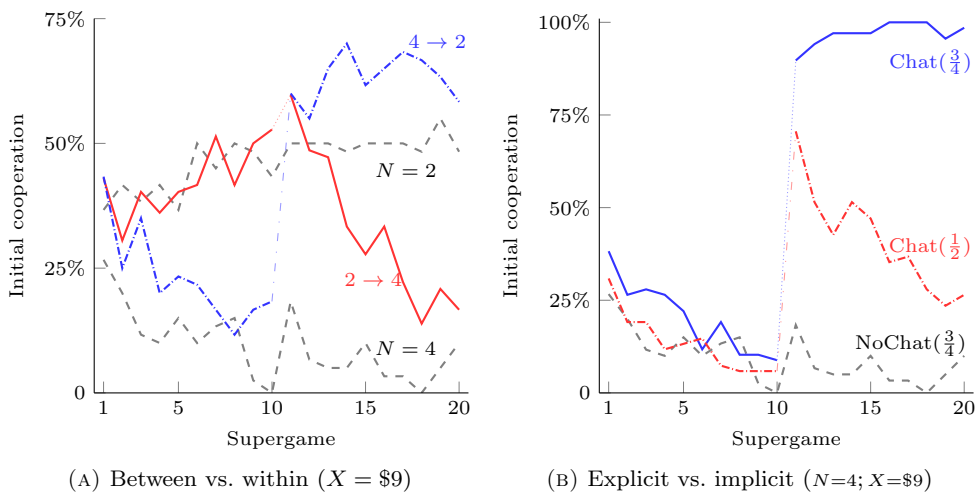 75%
50%
25%
0
Initial cooperation
4 → 2
N = 2
2 → 4
N = 4
1 5 10 15 20
Supergame
(A) Between vs. within (X = $9)
100%
75%
50%
25%
0
Initial cooperation
Chat(3/4)
Chat(1/2)
NoChat(3/4)
1 5 10 15 20
Supergame
(B) Explicit vs. implicit (N=4; X=$9)